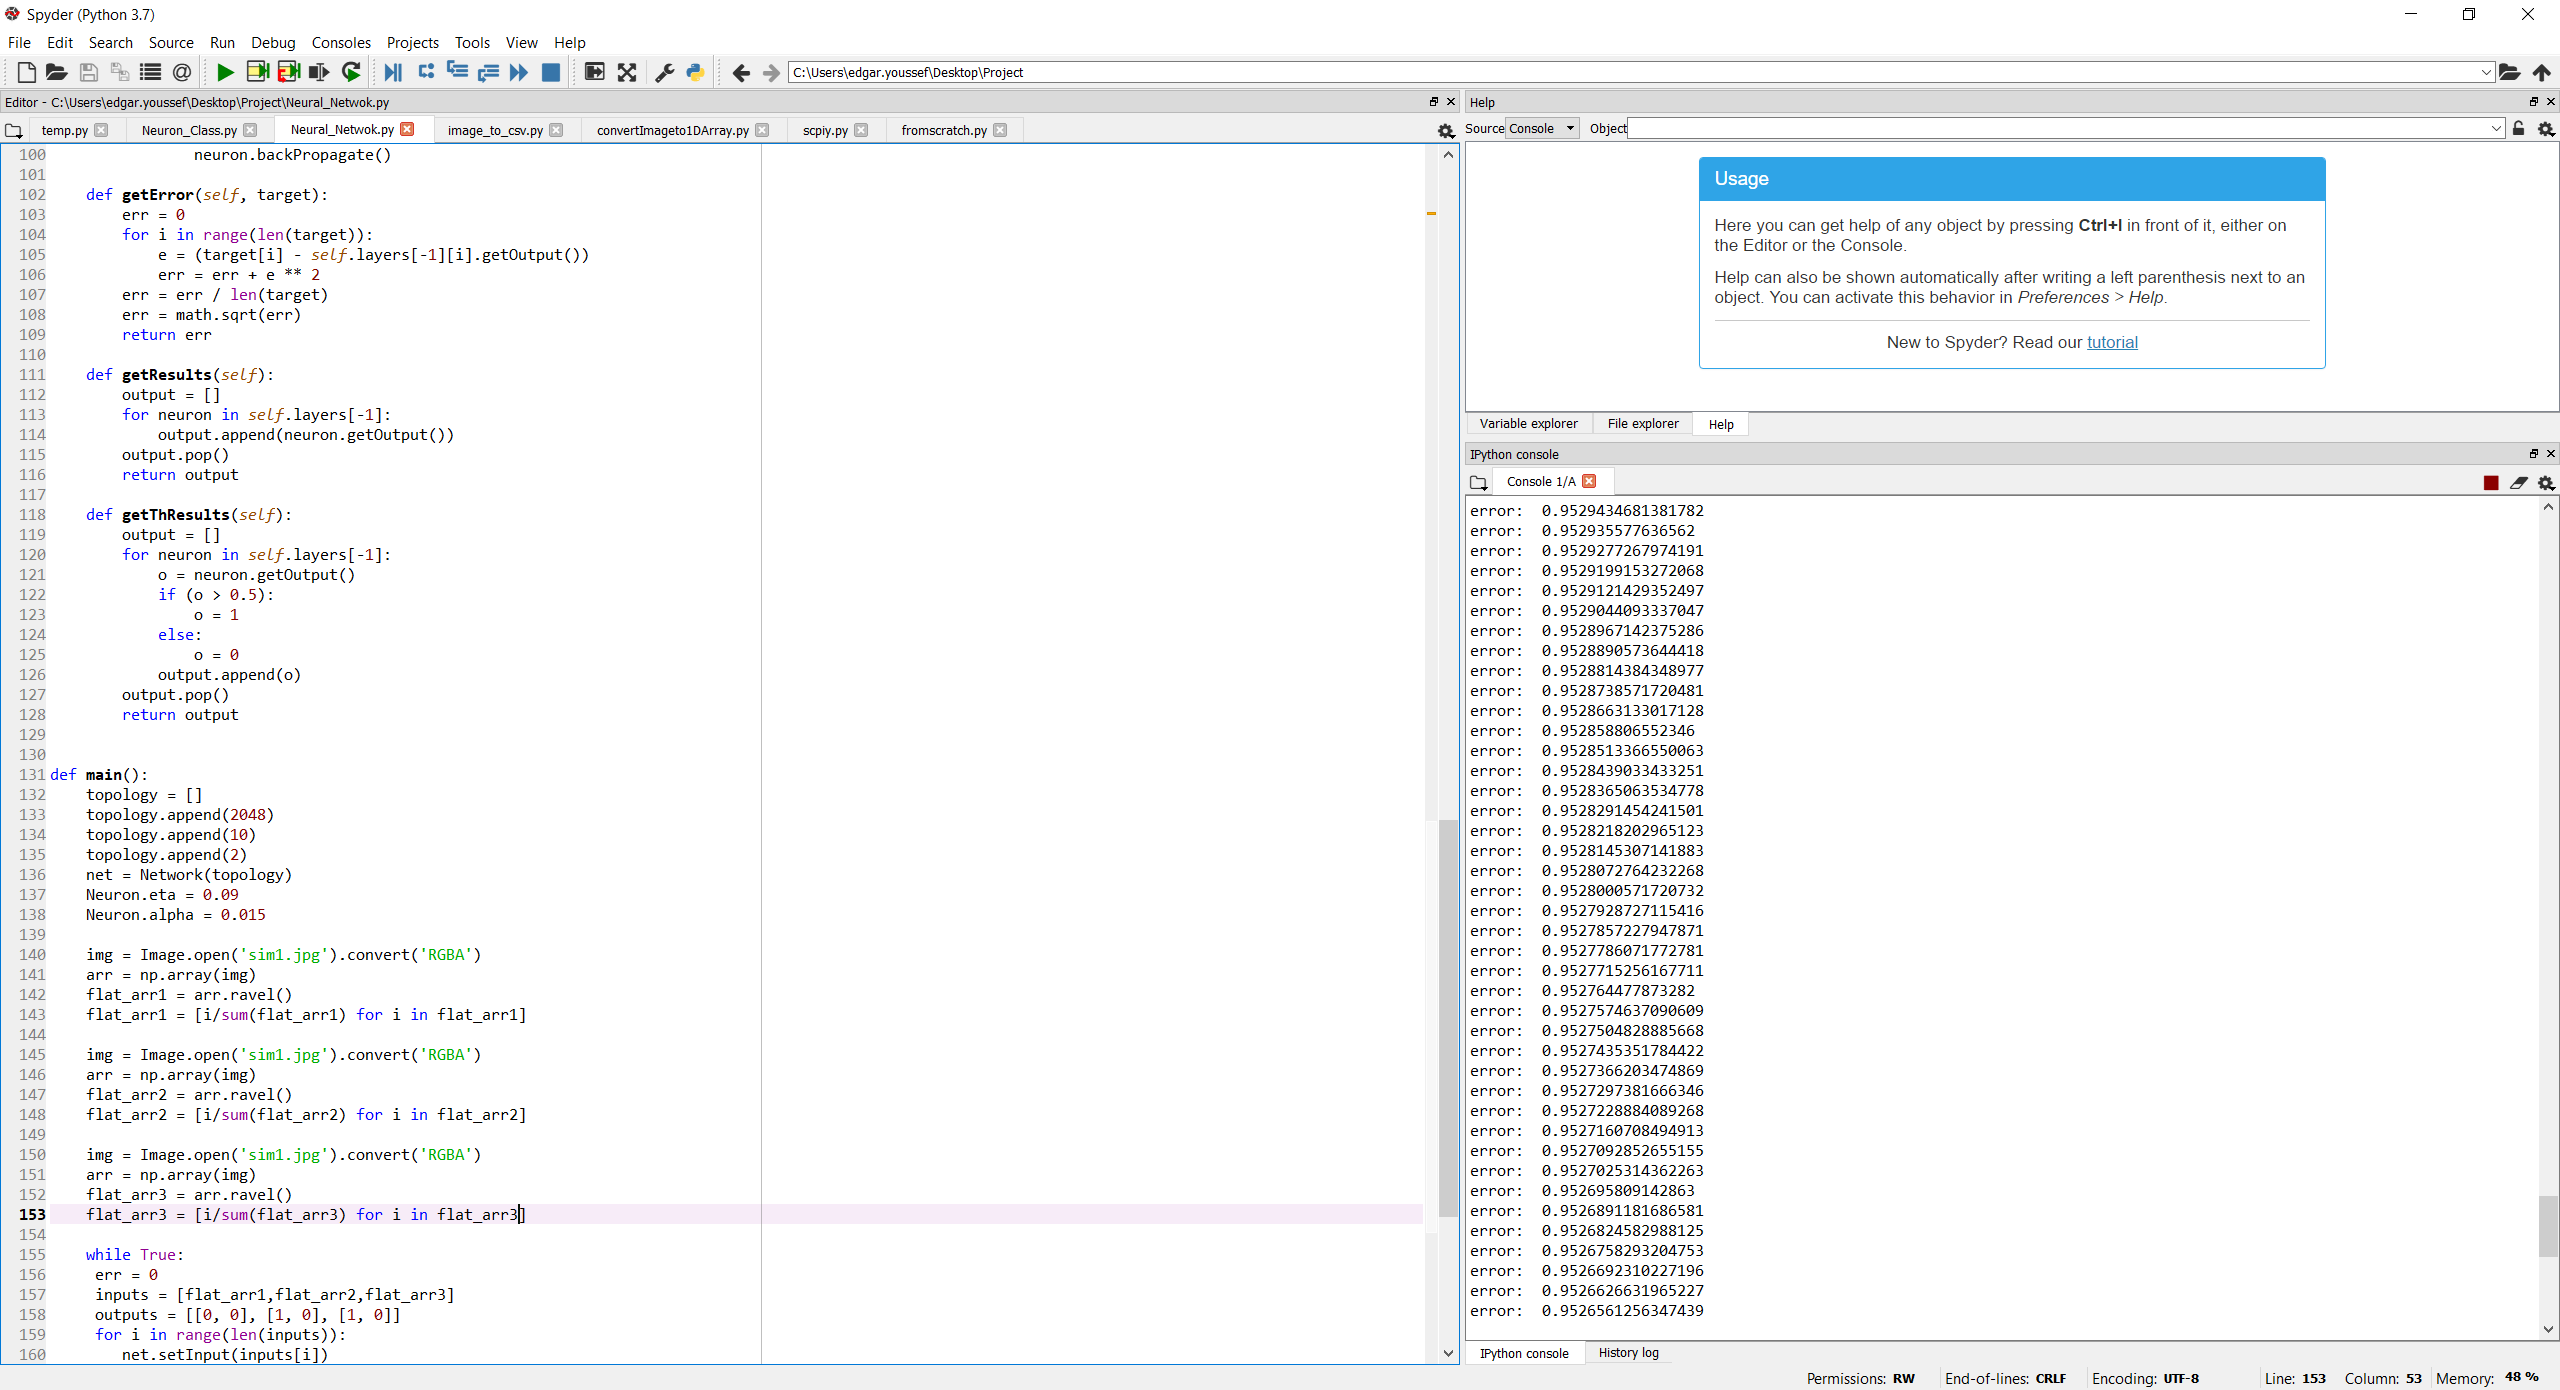 Spyder (Python 3.7)
File Edit Search Source Run Debug Consoles Projects Tools View Help
C:\Users\edgar.youssef\Desktop\Project
Editor - C:\Users\edgar.youssef\Desktop\Project\Neural_Netwok.py
temp.py Neuron_Class.py Neural_Netwok.py image_to_csv.py convertImageto1DArray.py scpiy.py fromscratch.py
100 neuron.backPropagate()
101
102 def getError(self, target):
103 err = 0
104 for i in range(len(target)):
105 e = (target[i] - self.layers[-1][i].getOutput())
106 err = err + e ** 2
107 err = err / len(target)
108 err = math.sqrt(err)
109 return err
110
111 def getResults(self):
112 output = []
113 for neuron in self.layers[-1]:
114 output.append(neuron.getOutput())
115 output.pop()
116 return output
117
118 def getThResults(self):
119 output = []
120 for neuron in self.layers[-1]:
121 o = neuron.getOutput()
122 if (o > 0.5):
123 o = 1
124 else:
125 o = 0
126 output.append(o)
127 output.pop()
128 return output
129
130
131 def main():
132 topology = []
133 topology.append(2048)
134 topology.append(10)
135 topology.append(2)
136 net = Network(topology)
137 Neuron.eta = 0.09
138 Neuron.alpha = 0.015
139
140 img = Image.open('sim1.jpg').convert('RGBA')
141 arr = np.array(img)
142 flat_arr1 = arr.ravel()
143 flat_arr1 = [i/sum(flat_arr1) for i in flat_arr1]
144
145 img = Image.open('sim1.jpg').convert('RGBA')
146 arr = np.array(img)
147 flat_arr2 = arr.ravel()
148 flat_arr2 = [i/sum(flat_arr2) for i in flat_arr2]
149
150 img = Image.open('sim1.jpg').convert('RGBA')
151 arr = np.array(img)
152 flat_arr3 = arr.ravel()
153 flat_arr3 = [i/sum(flat_arr3) for i in flat_arr3]
154
155 while True:
156 err = 0
157 inputs = [flat_arr1,flat_arr2,flat_arr3]
158 outputs = [[0, 0], [1, 0], [1, 0]]
159 for i in range(len(inputs)):
160 net.setInput(inputs[i])
Help
Source Console Object
Usage
Here you can get help of any object by pressing Ctrl+I in front of it, either on
the Editor or the Console.
Help can also be shown automatically after writing a left parenthesis next to an
object. You can activate this behavior in Preferences > Help.
New to Spyder? Read our tutorial
Variable explorer File explorer Help
IPython console
Console 1/A
error: 0.9529434681381782
error: 0.952935577636562
error: 0.9529277267974191
error: 0.9529199153272068
error: 0.9529121429352497
error: 0.9529044093337047
error: 0.9528967142375286
error: 0.9528890573644418
error: 0.9528814384348977
error: 0.9528738571720481
error: 0.9528663133017128
error: 0.952858806552346
error: 0.9528513366550063
error: 0.9528439033433251
error: 0.9528365063534778
error: 0.9528291454241501
error: 0.9528218202965123
error: 0.9528145307141883
error: 0.9528072764232268
error: 0.9528000571720732
error: 0.9527928727115416
error: 0.9527857227947871
error: 0.9527786071772781
error: 0.9527715256167711
error: 0.952764477873282
error: 0.9527574637090609
error: 0.9527504828885668
error: 0.9527435351784422
error: 0.9527366203474869
error: 0.9527297381666346
error: 0.9527228884089268
error: 0.9527160708494913
error: 0.9527092852655155
error: 0.9527025314362263
error: 0.952695809142863
error: 0.9526891181686581
error: 0.9526824582988125
error: 0.9526758293204753
error: 0.9526692310227196
error: 0.9526626631965227
error: 0.9526561256347439
IPython console History log
Permissions: RW End-of-lines: CRLF Encoding: UTF-8 Line: 153 Column: 53 Memory: 48 %